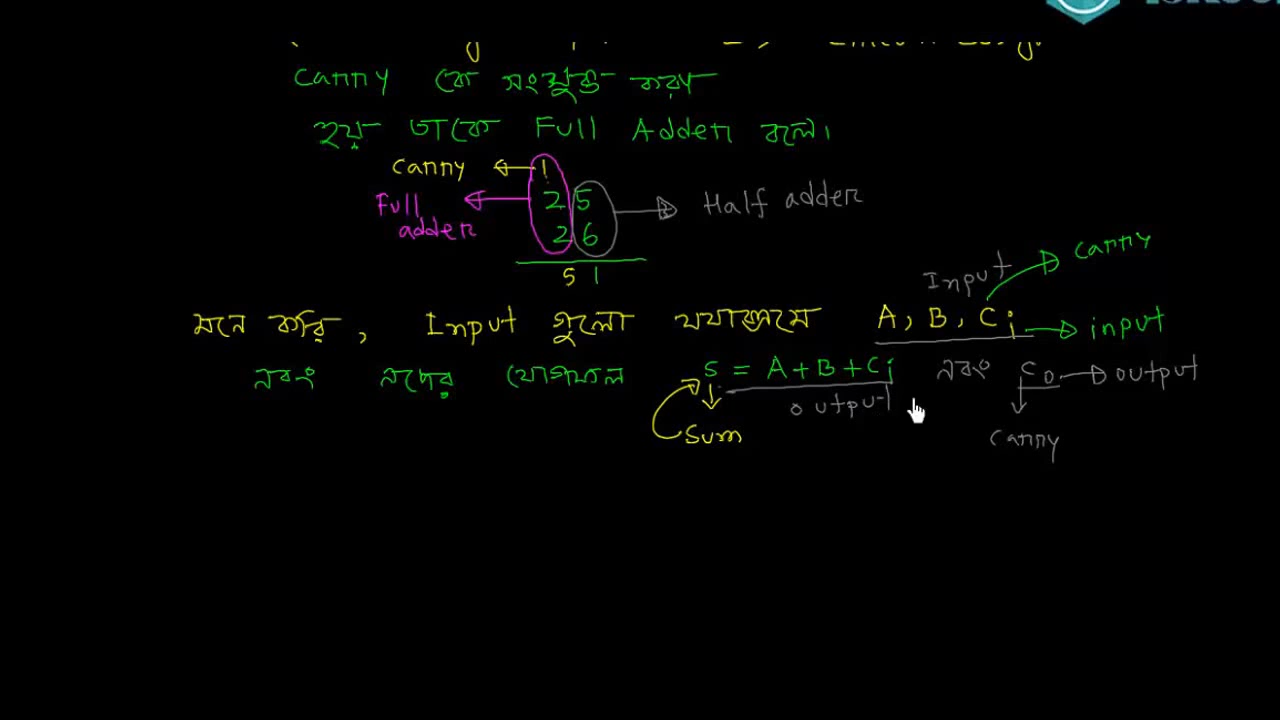 Carry কে সংযুক্ত করা
হয় তাকে Full Adder বলে।
Carry 1
Full adder 2 5 Half adder
2 6
5 1
Input Carry
মনে করি, Input গুলো যথাক্রমে A, B, Ci input
এবং এদের যোগফল S = A+B+Ci এবং C0 output
output
Sum Carry